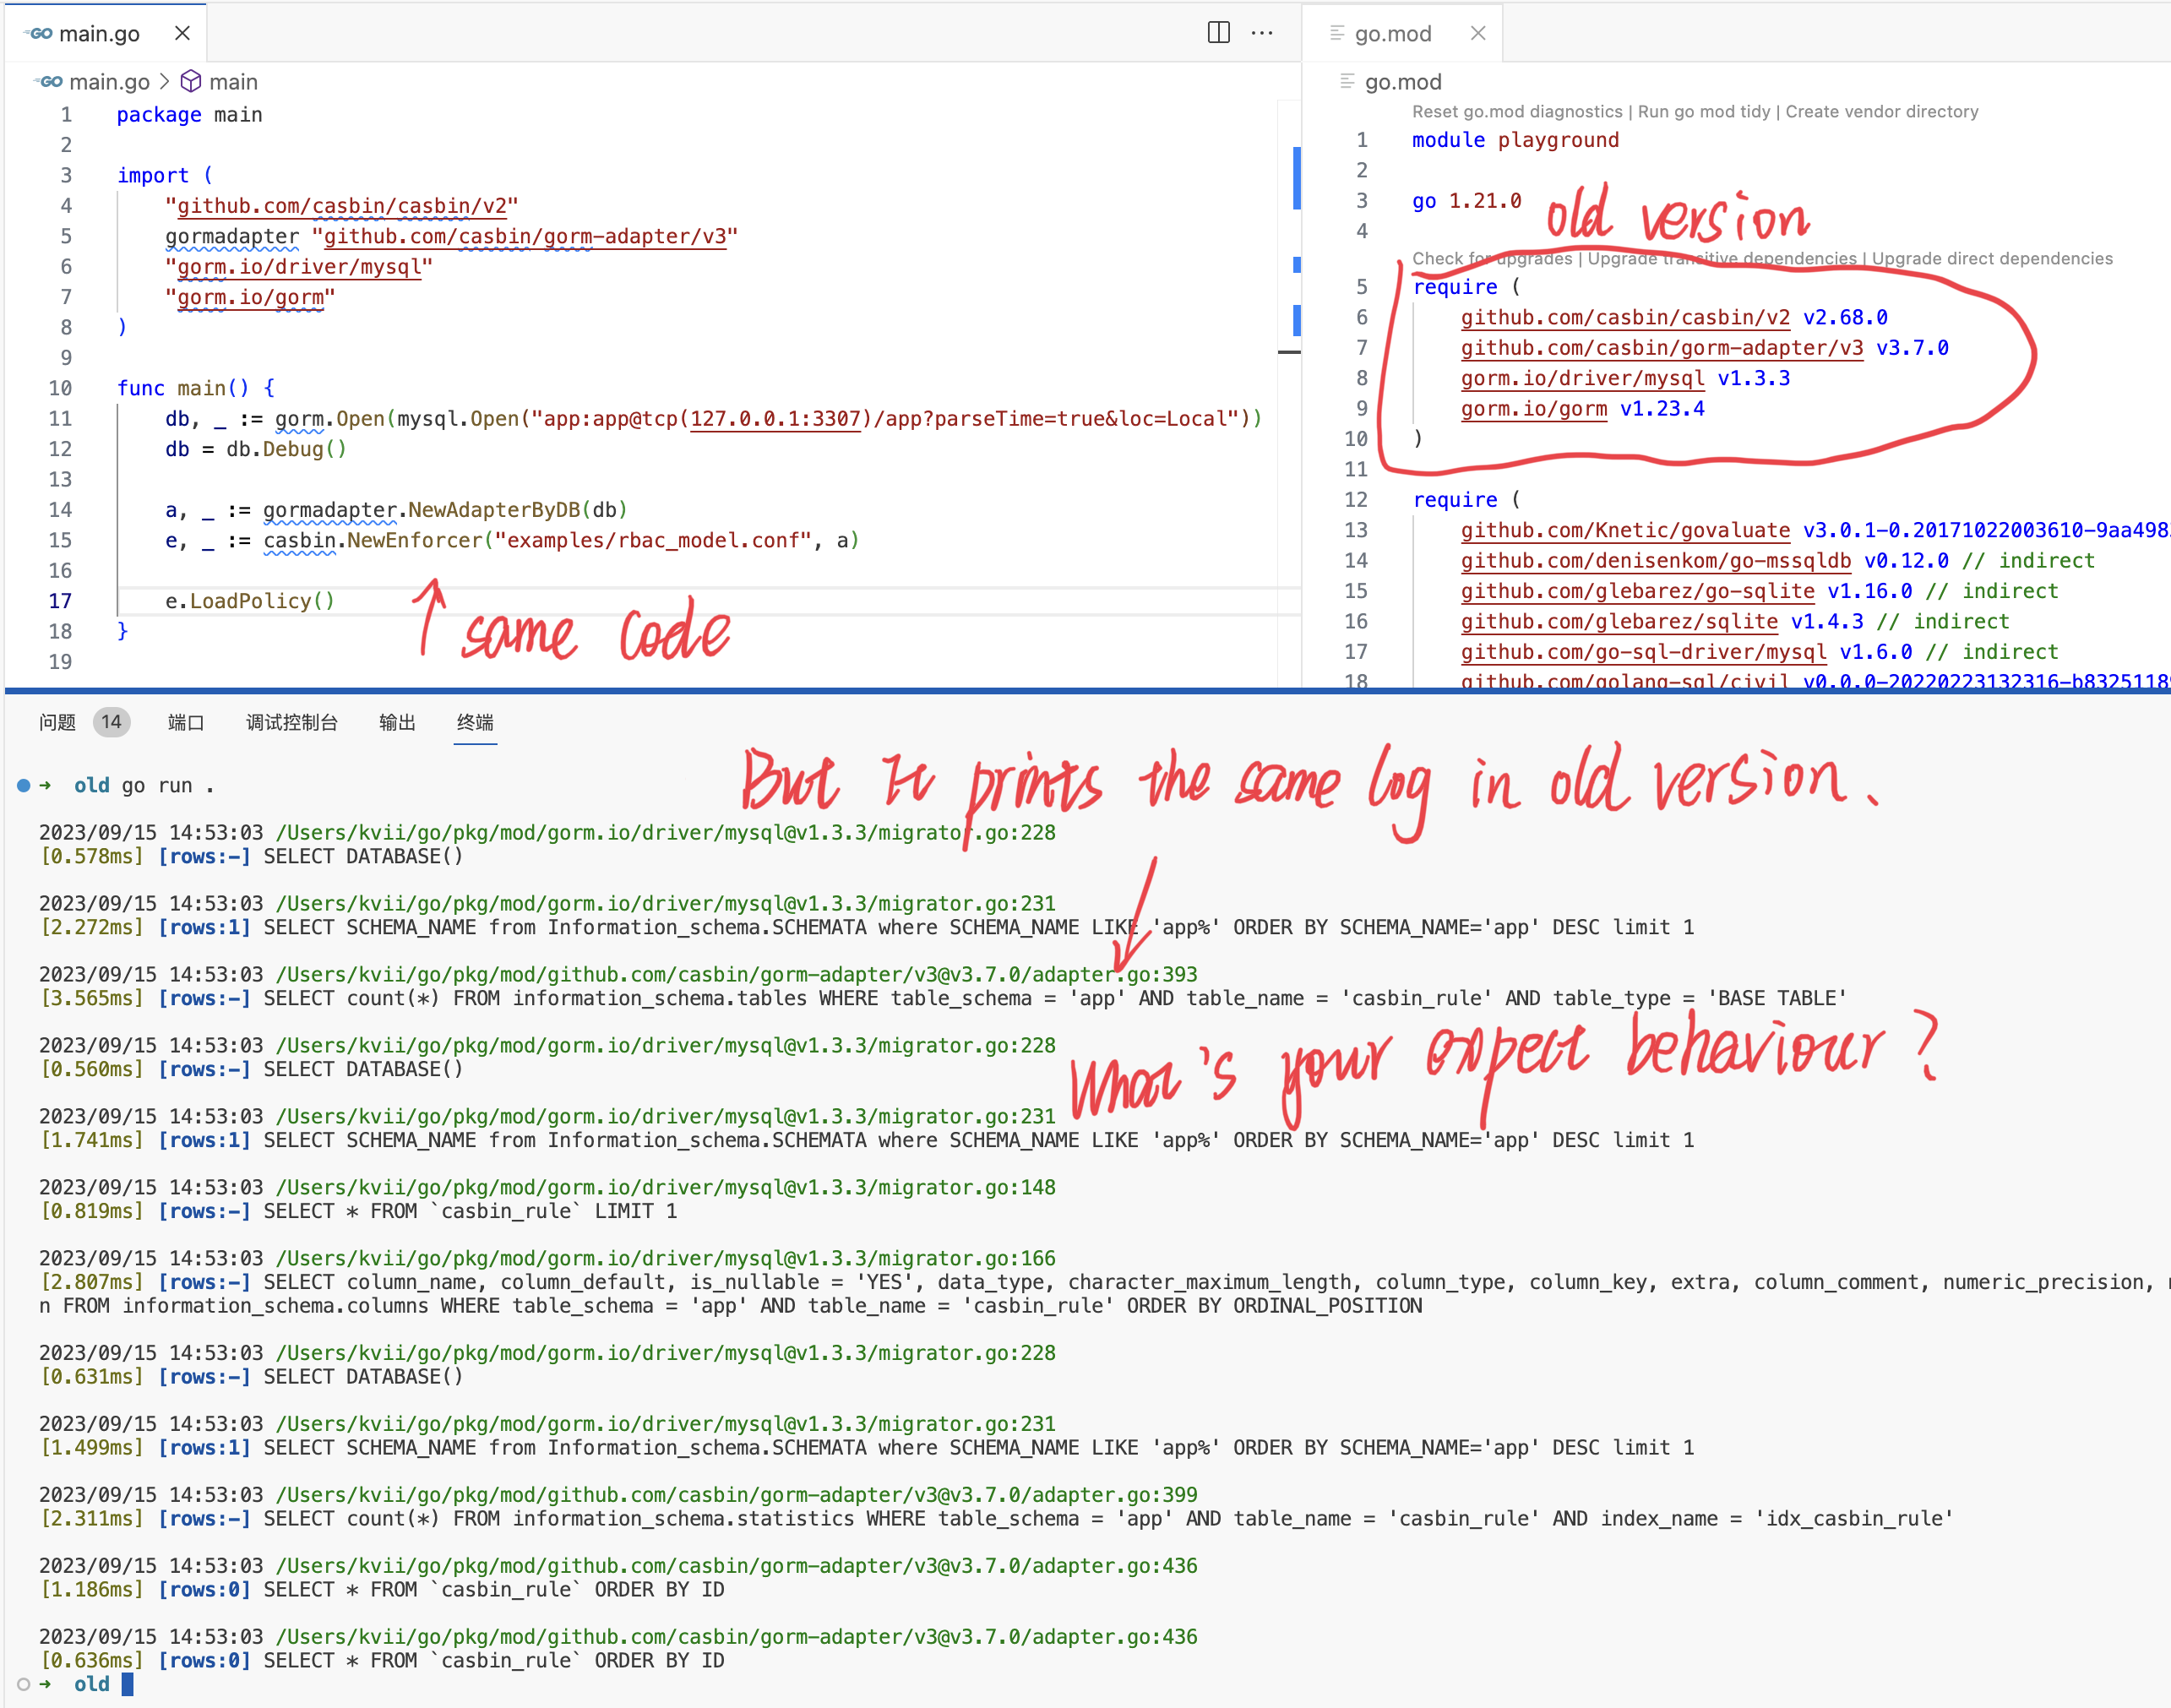 main.go
main.go > main
1 package main
2
3 import (
4 "github.com/casbin/casbin/v2"
5 gormadapter "github.com/casbin/gorm-adapter/v3"
6 "gorm.io/driver/mysql"
7 "gorm.io/gorm"
8 )
9
10 func main() {
11 db, _ := gorm.Open(mysql.Open("app:app@tcp(127.0.0.1:3307)/app?parseTime=true&loc=Local"))
12 db = db.Debug()
13
14 a, _ := gormadapter.NewAdapterByDB(db)
15 e, _ := casbin.NewEnforcer("examples/rbac_model.conf", a)
16
17 e.LoadPolicy()
18 }
19
same code
go.mod
go.mod
Reset go.mod diagnostics | Run go mod tidy | Create vendor directory
1 module playground
2
3 go 1.21.0
4
old version
Check for upgrades | Upgrade transitive dependencies | Upgrade direct dependencies
5 require (
6 github.com/casbin/casbin/v2 v2.68.0
7 github.com/casbin/gorm-adapter/v3 v3.7.0
8 gorm.io/driver/mysql v1.3.3
9 gorm.io/gorm v1.23.4
10 )
11
12 require (
13 github.com/Knetic/govaluate v3.0.1-0.20171022003610-9aa498
14 github.com/denisenkom/go-mssqldb v0.12.0 // indirect
15 github.com/glebarez/go-sqlite v1.16.0 // indirect
16 github.com/glebarez/sqlite v1.4.3 // indirect
17 github.com/go-sql-driver/mysql v1.6.0 // indirect
18 github.com/golang-sql/civil v0.0.0-20220223132316-b8325118
问题 14 端口 调试控制台 输出 终端
But It prints the same log in old version.
→ old go run .
2023/09/15 14:53:03 /Users/kvii/go/pkg/mod/gorm.io/driver/mysql@v1.3.3/migrator.go:228
[0.578ms] [rows:-] SELECT DATABASE()
2023/09/15 14:53:03 /Users/kvii/go/pkg/mod/gorm.io/driver/mysql@v1.3.3/migrator.go:231
[2.272ms] [rows:1] SELECT SCHEMA_NAME from Information_schema.SCHEMATA where SCHEMA_NAME LIKE 'app%' ORDER BY SCHEMA_NAME='app' DESC limit 1
2023/09/15 14:53:03 /Users/kvii/go/pkg/mod/github.com/casbin/gorm-adapter/v3@v3.7.0/adapter.go:393
[3.565ms] [rows:-] SELECT count(*) FROM information_schema.tables WHERE table_schema = 'app' AND table_name = 'casbin_rule' AND table_type = 'BASE TABLE'
What's your expect behaviour?
2023/09/15 14:53:03 /Users/kvii/go/pkg/mod/gorm.io/driver/mysql@v1.3.3/migrator.go:228
[0.560ms] [rows:-] SELECT DATABASE()
2023/09/15 14:53:03 /Users/kvii/go/pkg/mod/gorm.io/driver/mysql@v1.3.3/migrator.go:231
[1.741ms] [rows:1] SELECT SCHEMA_NAME from Information_schema.SCHEMATA where SCHEMA_NAME LIKE 'app%' ORDER BY SCHEMA_NAME='app' DESC limit 1
2023/09/15 14:53:03 /Users/kvii/go/pkg/mod/gorm.io/driver/mysql@v1.3.3/migrator.go:148
[0.819ms] [rows:-] SELECT * FROM `casbin_rule` LIMIT 1
2023/09/15 14:53:03 /Users/kvii/go/pkg/mod/gorm.io/driver/mysql@v1.3.3/migrator.go:166
[2.807ms] [rows:-] SELECT column_name, column_default, is_nullable = 'YES', data_type, character_maximum_length, column_type, column_key, extra, column_comment, numeric_precision,
n FROM information_schema.columns WHERE table_schema = 'app' AND table_name = 'casbin_rule' ORDER BY ORDINAL_POSITION
2023/09/15 14:53:03 /Users/kvii/go/pkg/mod/gorm.io/driver/mysql@v1.3.3/migrator.go:228
[0.631ms] [rows:-] SELECT DATABASE()
2023/09/15 14:53:03 /Users/kvii/go/pkg/mod/gorm.io/driver/mysql@v1.3.3/migrator.go:231
[1.499ms] [rows:1] SELECT SCHEMA_NAME from Information_schema.SCHEMATA where SCHEMA_NAME LIKE 'app%' ORDER BY SCHEMA_NAME='app' DESC limit 1
2023/09/15 14:53:03 /Users/kvii/go/pkg/mod/github.com/casbin/gorm-adapter/v3@v3.7.0/adapter.go:399
[2.311ms] [rows:-] SELECT count(*) FROM information_schema.statistics WHERE table_schema = 'app' AND table_name = 'casbin_rule' AND index_name = 'idx_casbin_rule'
2023/09/15 14:53:03 /Users/kvii/go/pkg/mod/github.com/casbin/gorm-adapter/v3@v3.7.0/adapter.go:436
[1.186ms] [rows:0] SELECT * FROM `casbin_rule` ORDER BY ID
2023/09/15 14:53:03 /Users/kvii/go/pkg/mod/github.com/casbin/gorm-adapter/v3@v3.7.0/adapter.go:436
[0.636ms] [rows:0] SELECT * FROM `casbin_rule` ORDER BY ID
→ old